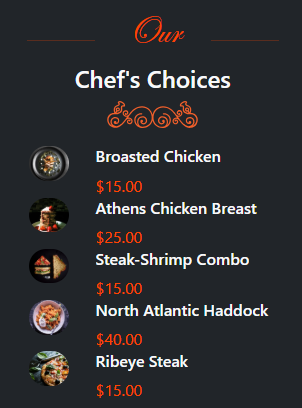 Our
Chef's Choices
Broasted Chicken
$15.00
Athens Chicken Breast
$25.00
Steak-Shrimp Combo
$15.00
North Atlantic Haddock
$40.00
Ribeye Steak
$15.00